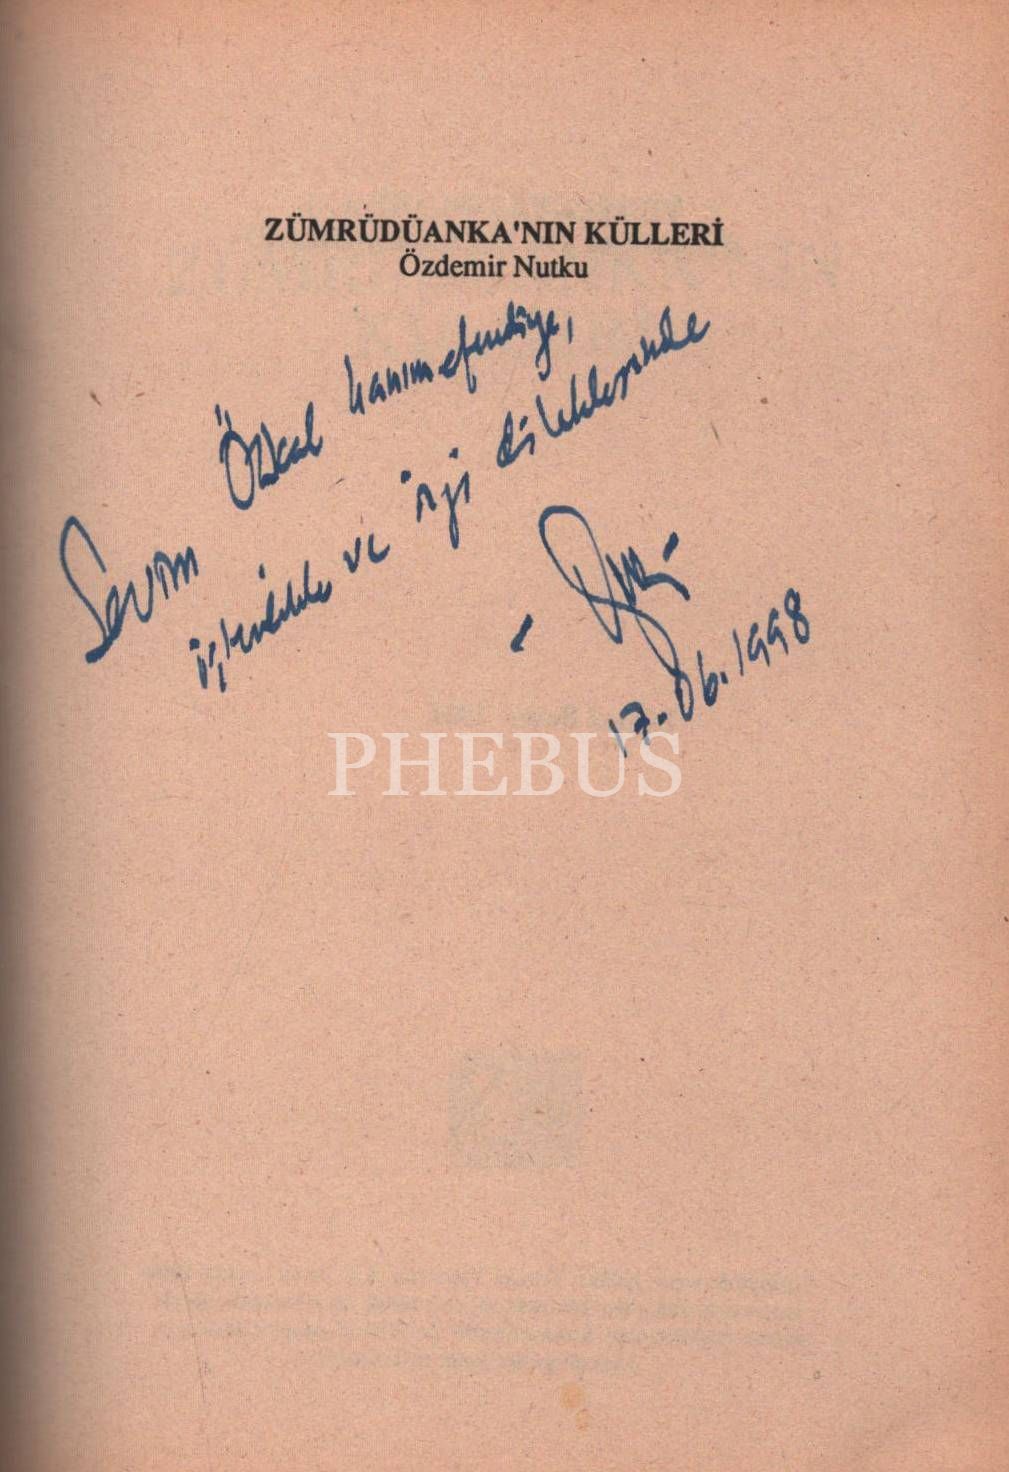 ZÜMRÜDÜANKA'NIN KÜLLERİ
Özdemir Nutku
Sevim Özkal hanımefendiye,
içtenlikle ve iyi dileklerimle
17.06.1998
PHEBUS